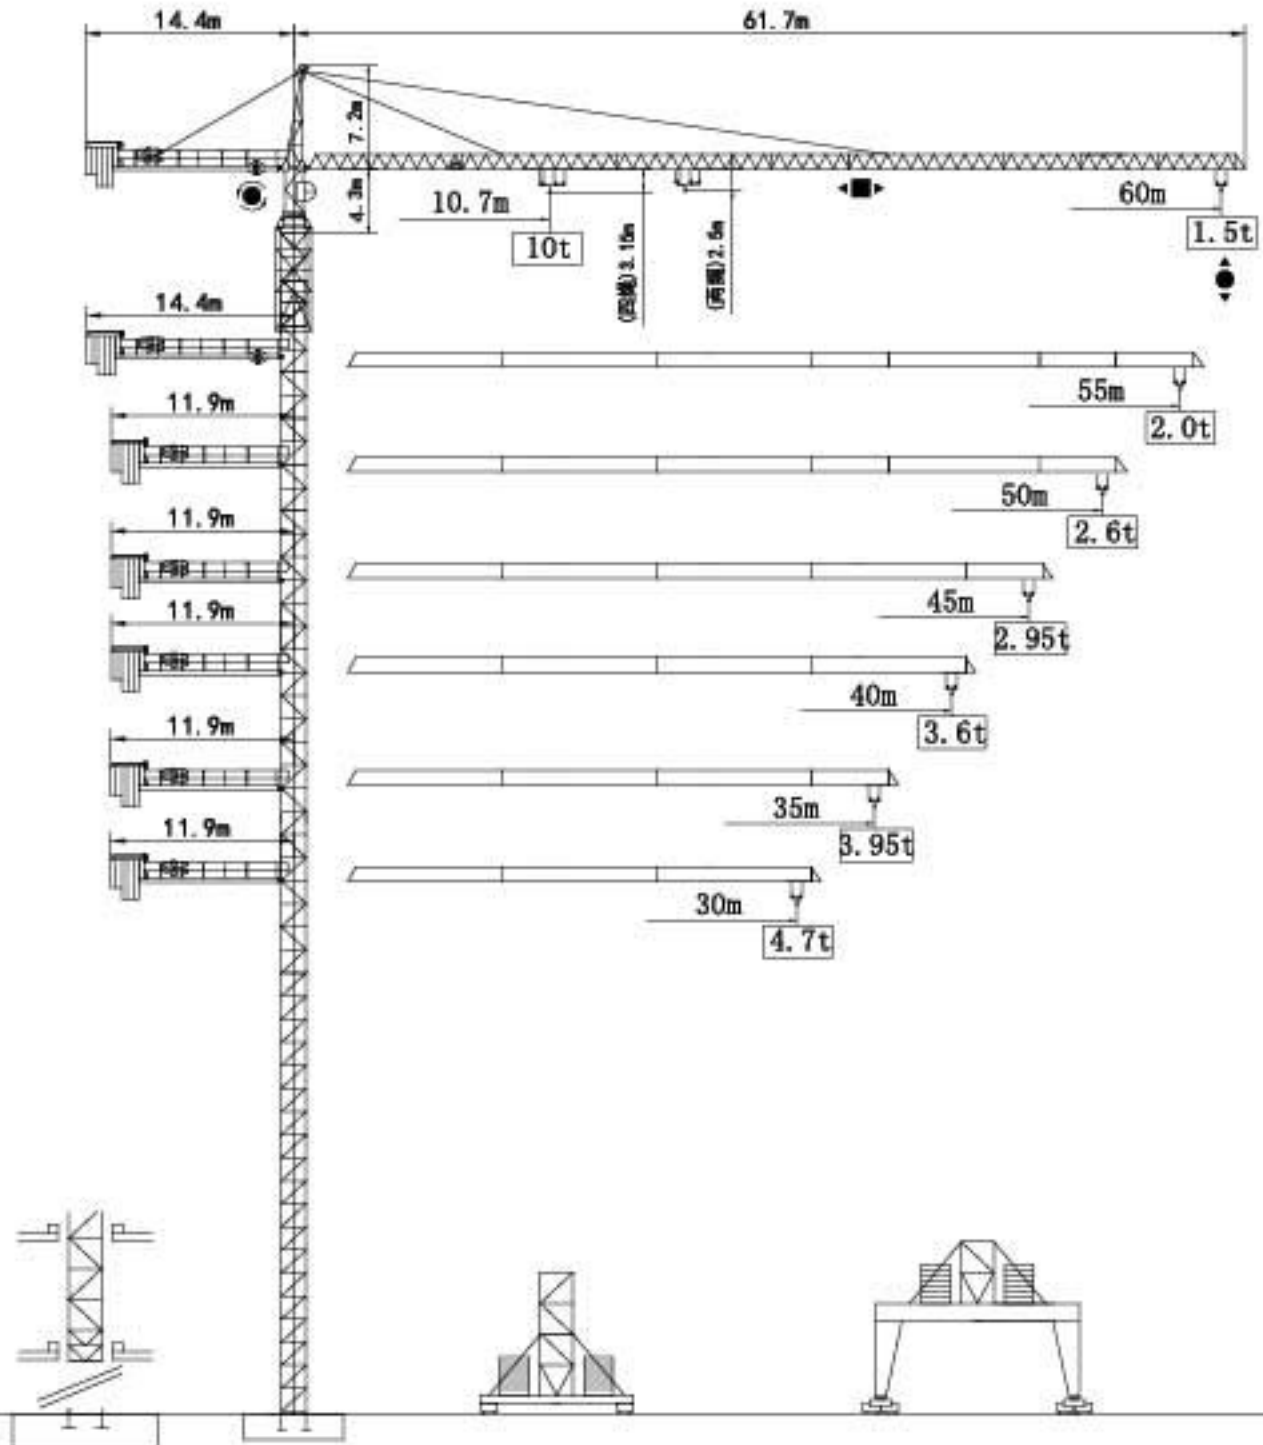 14.4m
61.7m
7.2m
4.3m
10.7m
10t
(四绳)3.15m
(两绳)2.5m
60m
1.5t
14.4m
55m
2.0t
11.9m
50m
2.6t
11.9m
45m
2.95t
11.9m
40m
3.6t
11.9m
35m
3.95t
11.9m
30m
4.7t